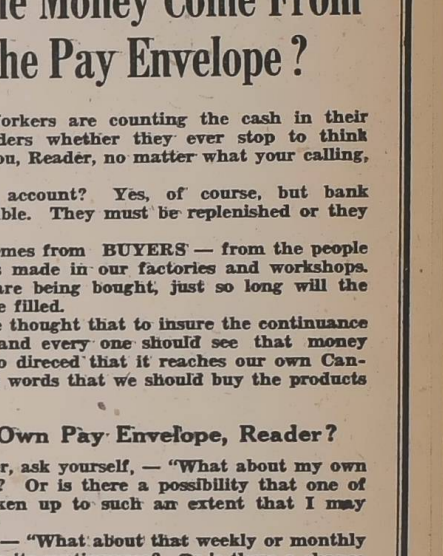 Money Come From
the Pay Envelope?
orkers are counting the cash in their
ders whether they ever stop to think
ou, Reader, no matter what your calling,
account? Yes, of course, but bank
ble. They must be replenished or they
mes from BUYERS — from the people
s made in our factories and workshops.
are being bought, just so long will the
e filled.
e thought that to insure the continuance
and every one should see that money
o direced that it reaches our own Can-
words that we should buy the products
Own Pay Envelope, Reader?
r, ask yourself, — "What about my own
? Or is there a possibility that one of
ken up to such an extent that I may
— "What about that weekly or monthly